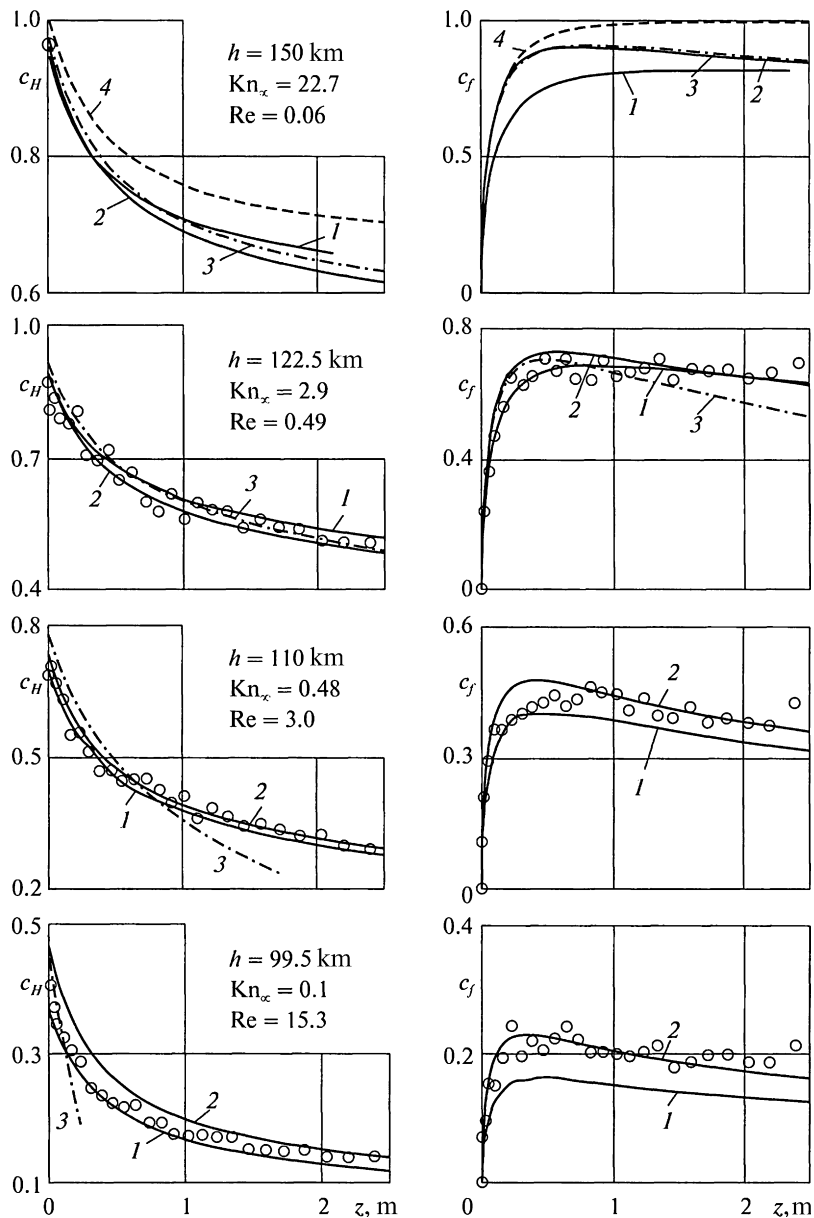 1.0
c_H
0.8
0.6
h = 150 km
Kn∝ = 22.7
Re = 0.06
4
2
3
1
1.0
c_f
0.5
0
4
1
3
2
1.0
c_H
0.7
0.4
h = 122.5 km
Kn∝ = 2.9
Re = 0.49
2
3
1
0.8
c_f
0.4
0
2
1
3
0.8
c_H
0.5
0.2
h = 110 km
Kn∝ = 0.48
Re = 3.0
1
2
3
0.6
c_f
0.3
0
2
1
0.5
c_H
0.3
0.1
h = 99.5 km
Kn∝ = 0.1
Re = 15.3
3
1
2
0 1 2 z, m
0.4
c_f
0.2
0
2
1
0 1 2 z, m